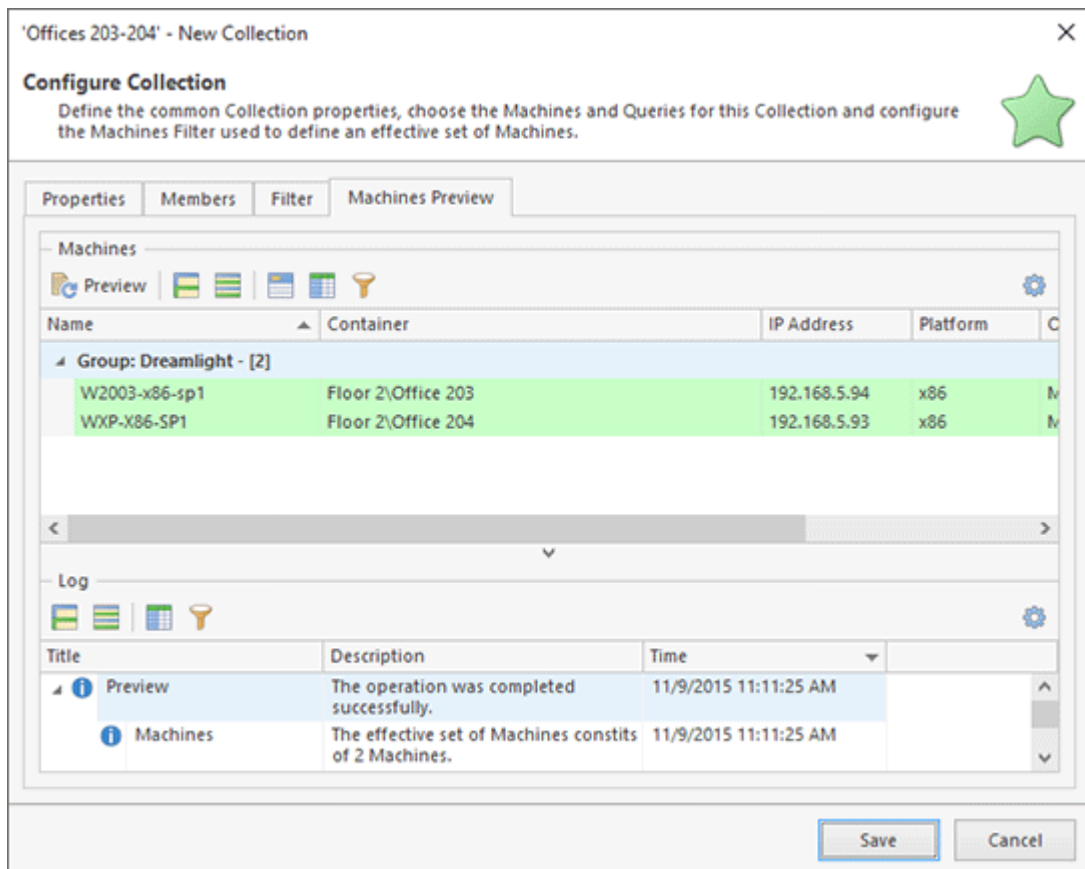 'Offices 203-204' - New Collection
Configure Collection
Define the common Collection properties, choose the Machines and Queries for this Collection and configure
the Machines Filter used to define an effective set of Machines.
Properties Members Filter Machines Preview
Machines
Preview
Name Container IP Address Platform
Group: Dreamlight - [2]
W2003-x86-sp1 Floor 2\Office 203 192.168.5.94 x86
WXP-X86-SP1 Floor 2\Office 204 192.168.5.93 x86
Log
Title Description Time
Preview The operation was completed 11/9/2015 11:11:25 AM
successfully.
Machines The effective set of Machines constits 11/9/2015 11:11:25 AM
of 2 Machines.
Save Cancel